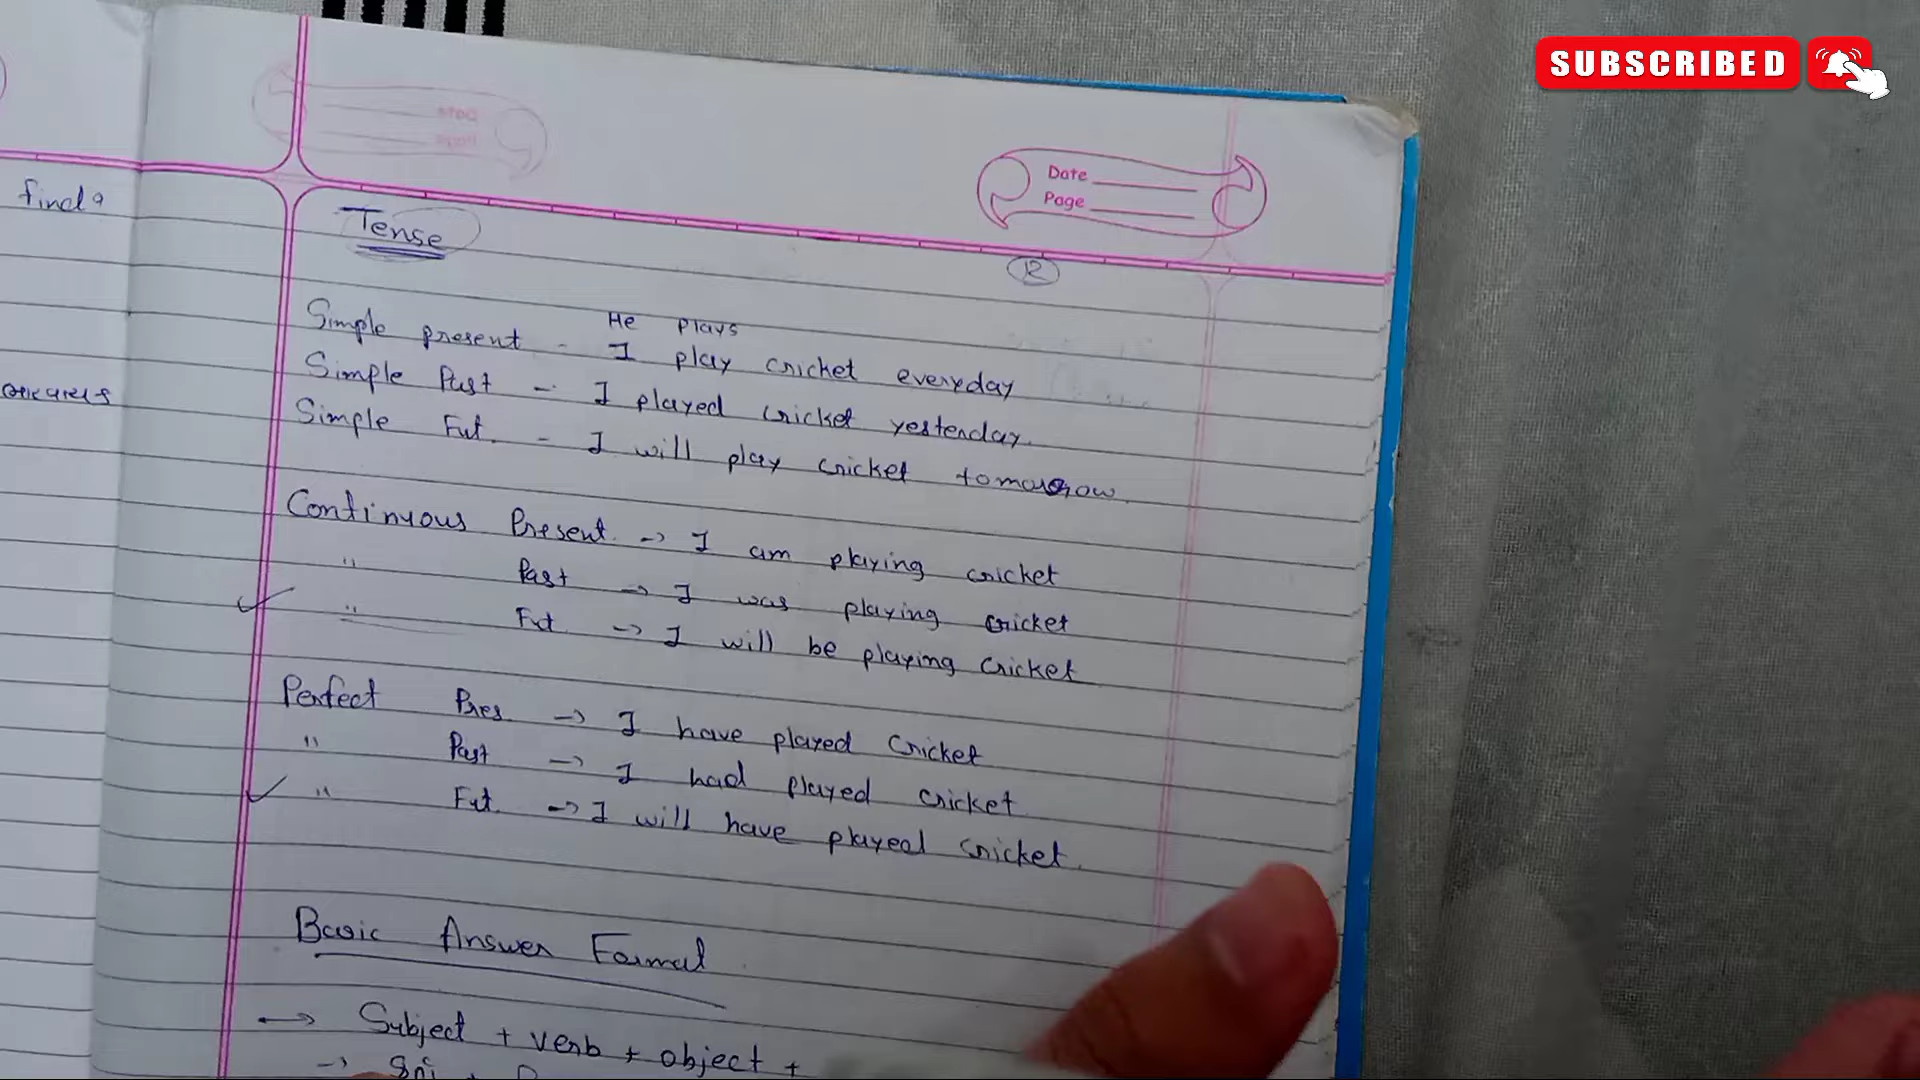 SUBSCRIBED
Date
Page
find
Tense
12
He plays
Simple present - I play cricket everyday
Simple Past - I played cricket yesterday.
Simple Fut. - I will play cricket tomorrow.
Continuous Present. -> I am playing cricket
" Past -> I was playing cricket
" Fut -> I will be playing cricket
Perfect Pres. -> I have played cricket
" Past -> I had played cricket.
" Fut. -> I will have played cricket.
Basic Answer Format
-> Subject + verb + object +